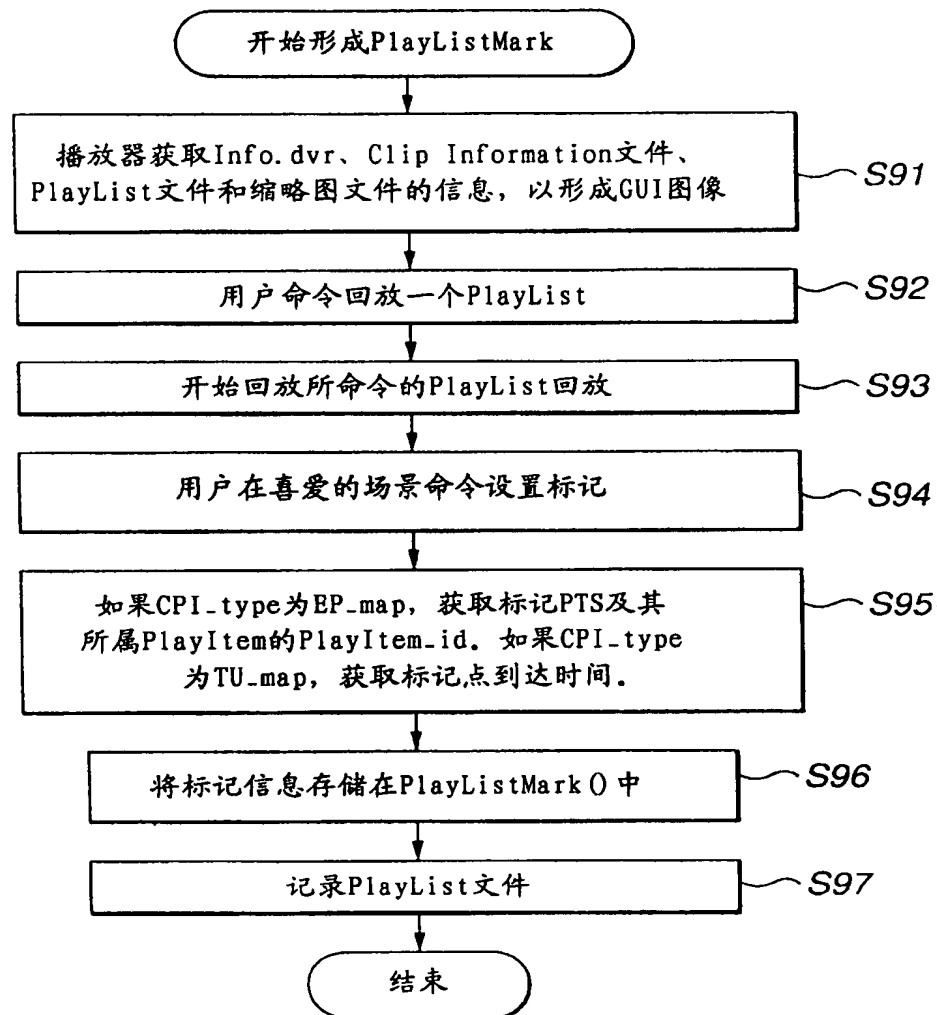 开始形成PlayListMark
播放器获取Info.dvr、Clip Information文件、
PlayList文件和缩略图文件的信息，以形成GUI图像
S91
用户命令回放一个PlayList
S92
开始回放所命令的PlayList回放
S93
用户在喜爱的场景命令设置标记
S94
如果CPI_type为EP_map，获取标记PTS及其
所属PlayItem的PlayItem_id。如果CPI_type
为TU_map，获取标记点到达时间。
S95
将标记信息存储在PlayListMark()中
S96
记录PlayList文件
S97
结束